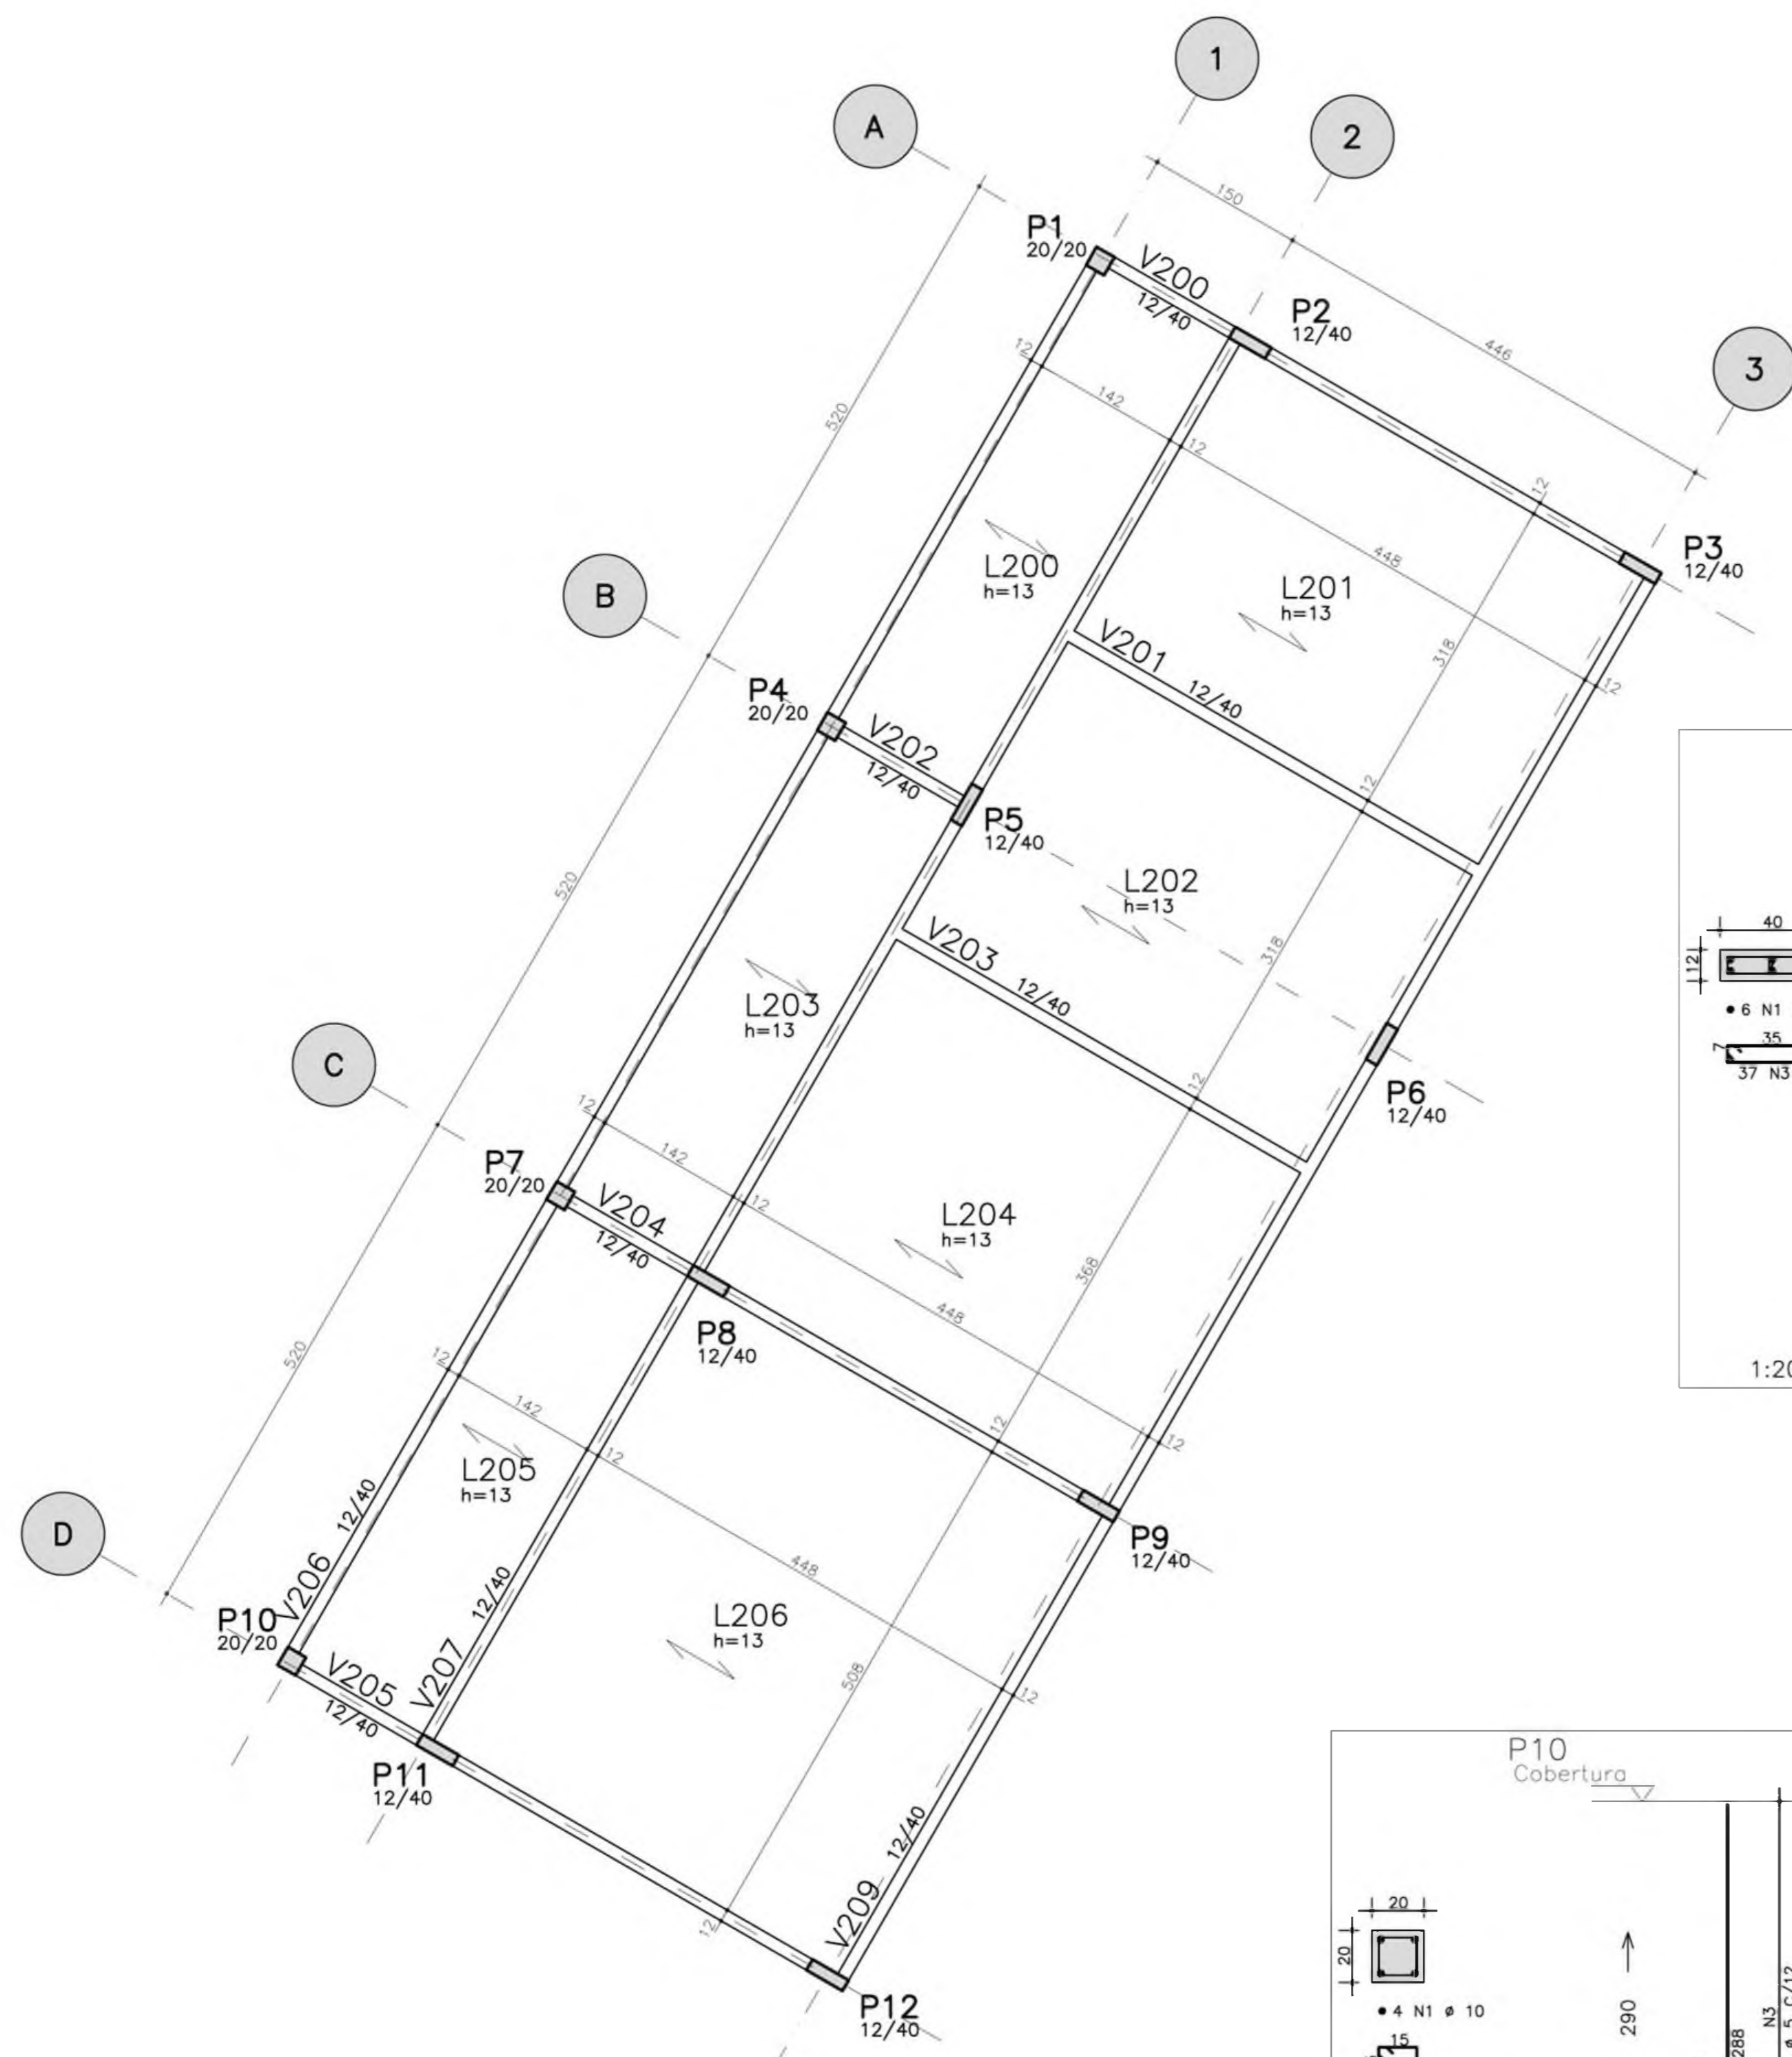 1
A
2
150
P1
20/20
V200
12/40
P2
12/40
446
3
12
142
12
520
12
448
P3
12/40
L200
h=13
L201
h=13
B
V201
12/40
318
12
P4
20/20
V202
12/40
12
P5
12/40
L202
h=13
520
V203
12/40
318
40
12
6 N1
35
7
37 N3
L203
h=13
C
12
12
P6
12/40
142
P7
20/20
V204
12/40
12
L204
h=13
368
448
520
12
P8
12/40
142
12
12
12
1:20
L205
h=13
12/40
D
P9
12/40
448
V206
P10
20/20
12/40
L206
h=13
V205
12/40
V207
508
12
P11
12/40
P10
Cobertura
12/40
V209
12
20
20
4 N1 ø 10
15
290
288
N3
ø 5 C/12
P12
12/40